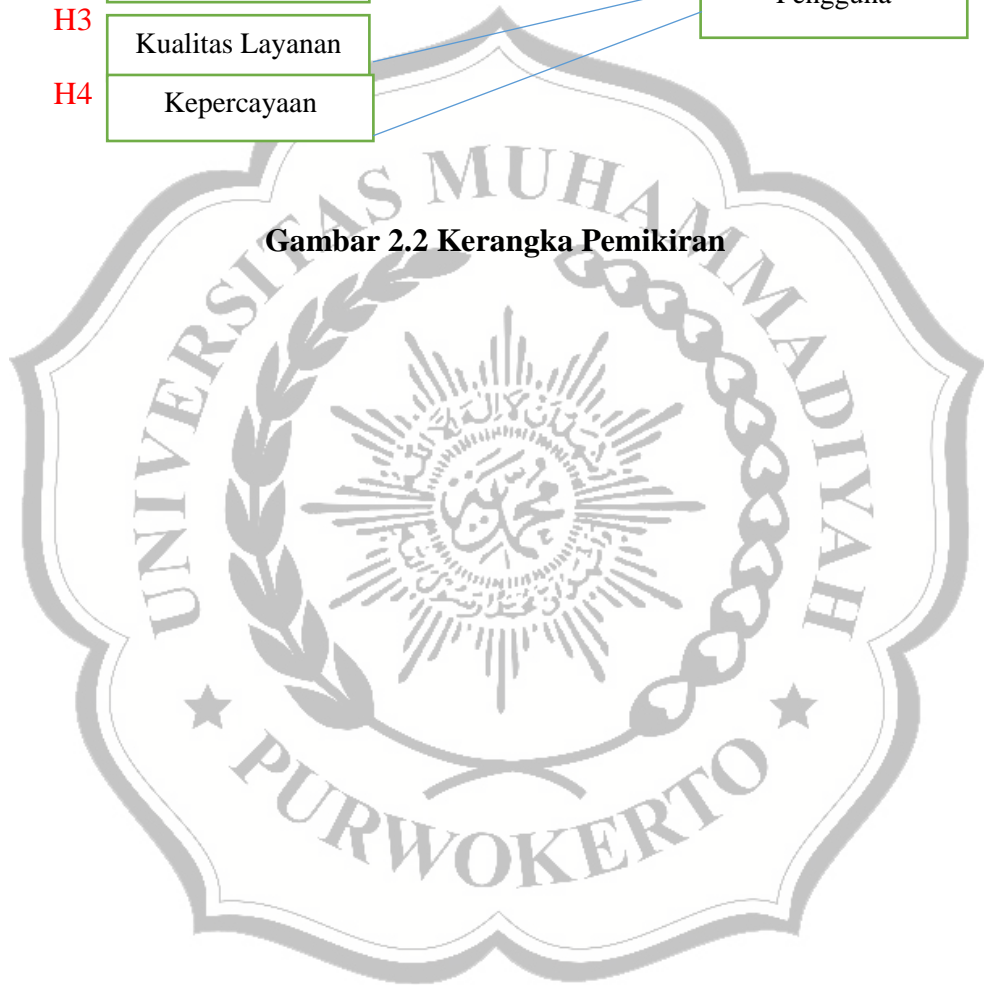 Pengguna
H3
Kualitas Layanan
H4
Kepercayaan
Gambar 2.2 Kerangka Pemikiran
UNIVERSITAS MUHAMMADIYAH
PURWOKERTO